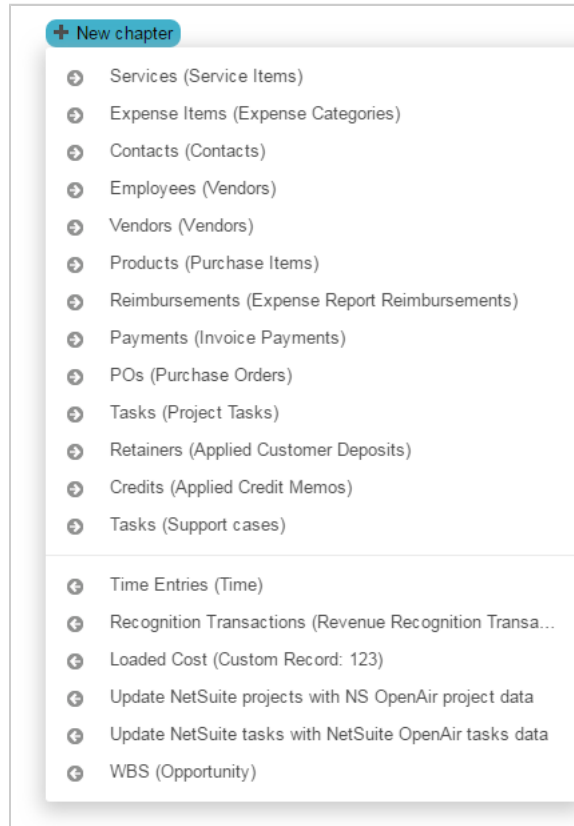 New chapter
Services (Service Items)
Expense Items (Expense Categories)
Contacts (Contacts)
Employees (Vendors)
Vendors (Vendors)
Products (Purchase Items)
Reimbursements (Expense Report Reimbursements)
Payments (Invoice Payments)
POs (Purchase Orders)
Tasks (Project Tasks)
Retainers (Applied Customer Deposits)
Credits (Applied Credit Memos)
Tasks (Support cases)
Time Entries (Time)
Recognition Transactions (Revenue Recognition Transa...
Loaded Cost (Custom Record: 123)
Update NetSuite projects with NS OpenAir project data
Update NetSuite tasks with NetSuite OpenAir tasks data
WBS (Opportunity)